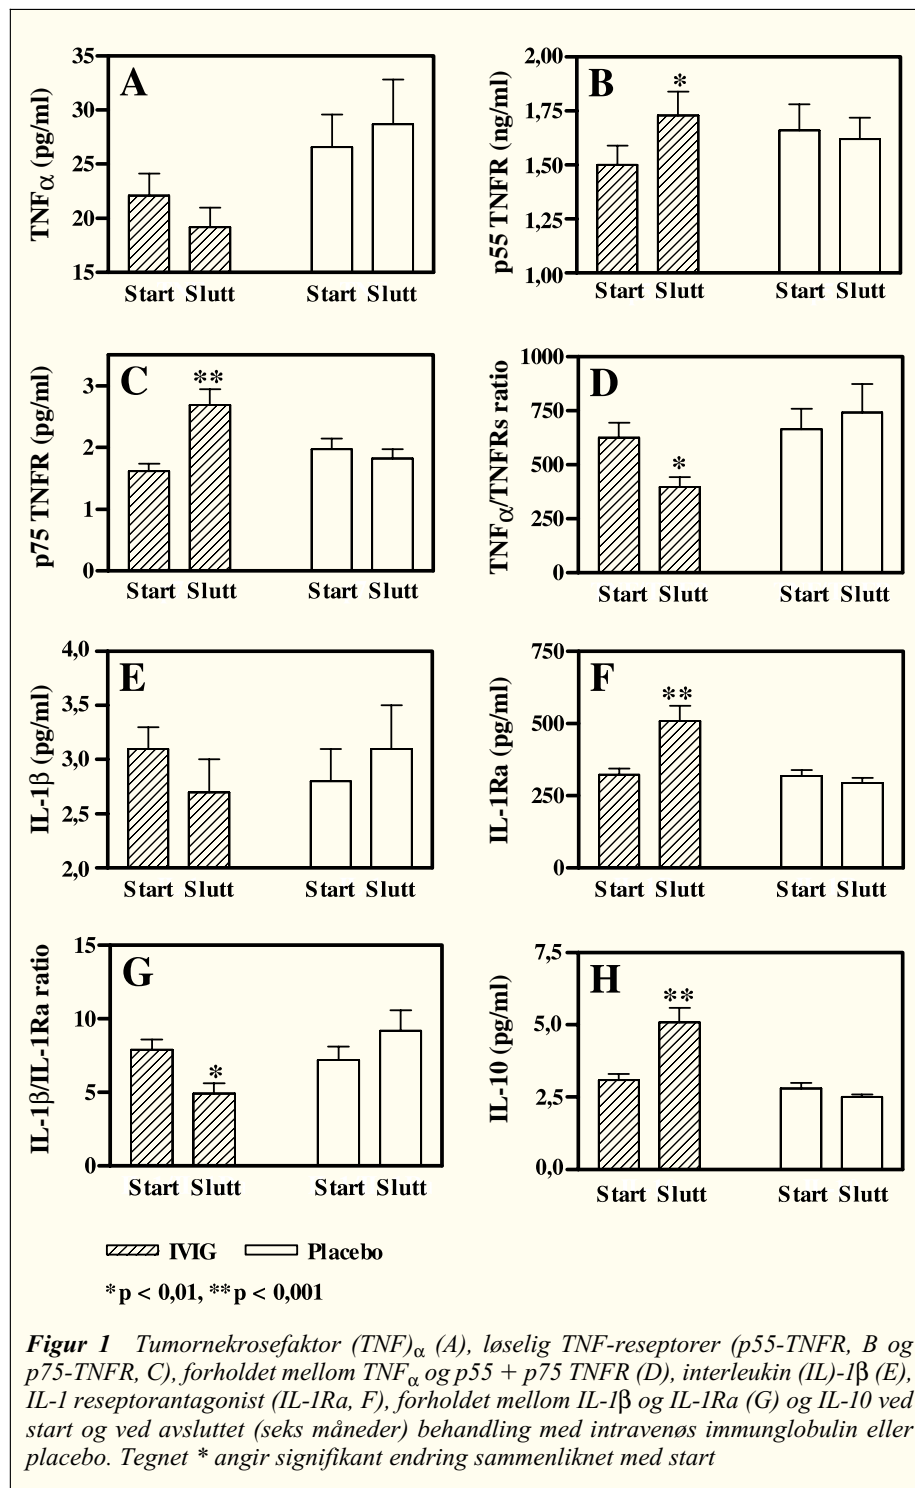 A
TNFα (pg/ml)
35
30
25
20
15
Start Slutt Start Slutt
B
p55 TNFR (ng/ml)
2,00
1,75
1,50
1,25
1,00
*
Start Slutt Start Slutt
C
p75 TNFR (pg/ml)
3
2
1
0
**
Start Slutt Start Slutt
D
TNFα/TNFRs ratio
1000
750
500
250
0
*
Start Slutt Start Slutt
E
IL-1β (pg/ml)
4,0
3,5
3,0
2,5
2,0
Start Slutt Start Slutt
F
IL-1Ra (pg/ml)
750
500
250
0
**
Start Slutt Start Slutt
G
IL-1β/IL-1Ra ratio
15
10
5
0
*
Start Slutt Start Slutt
H
IL-10 (pg/ml)
7,5
5,0
2,5
0,0
**
Start Slutt Start Slutt
IVIG Placebo
*p < 0,01, **p < 0,001
Figur 1 Tumornekrosefaktor (TNF)α (A), løselig TNF-reseptorer (p55-TNFR, B og
p75-TNFR, C), forholdet mellom TNFα og p55 + p75 TNFR (D), interleukin (IL)-1β (E),
IL-1 reseptorantagonist (IL-1Ra, F), forholdet mellom IL-1β og IL-1Ra (G) og IL-10 ved
start og ved avsluttet (seks måneder) behandling med intravenøs immunglobulin eller
placebo. Tegnet * angir signifikant endring sammenliknet med start